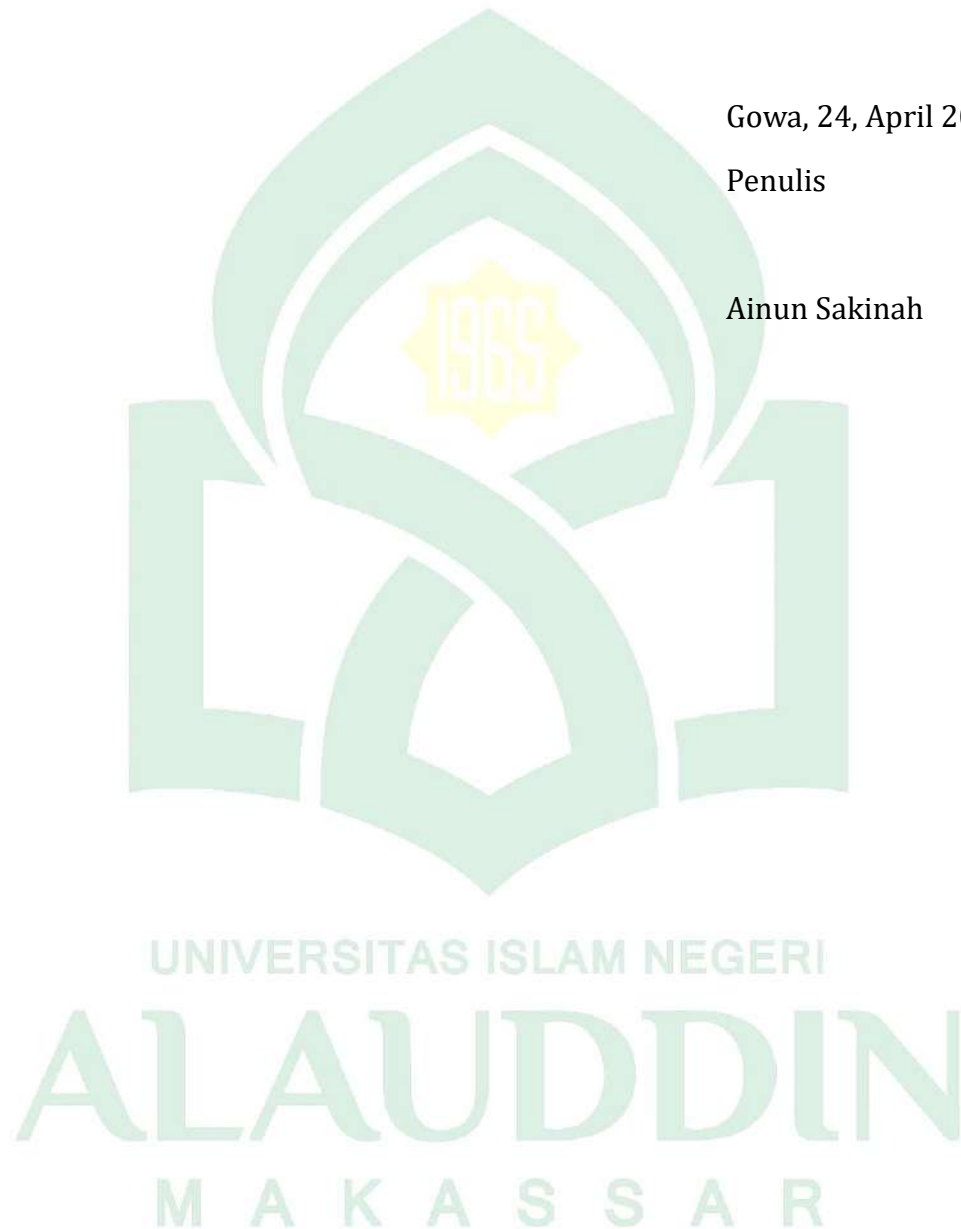 Gowa, 24, April
Penulis
Ainun Sakinah
1965
UNIVERSITAS ISLAM NEGERI
ALAUDDIN
MAKASSAR